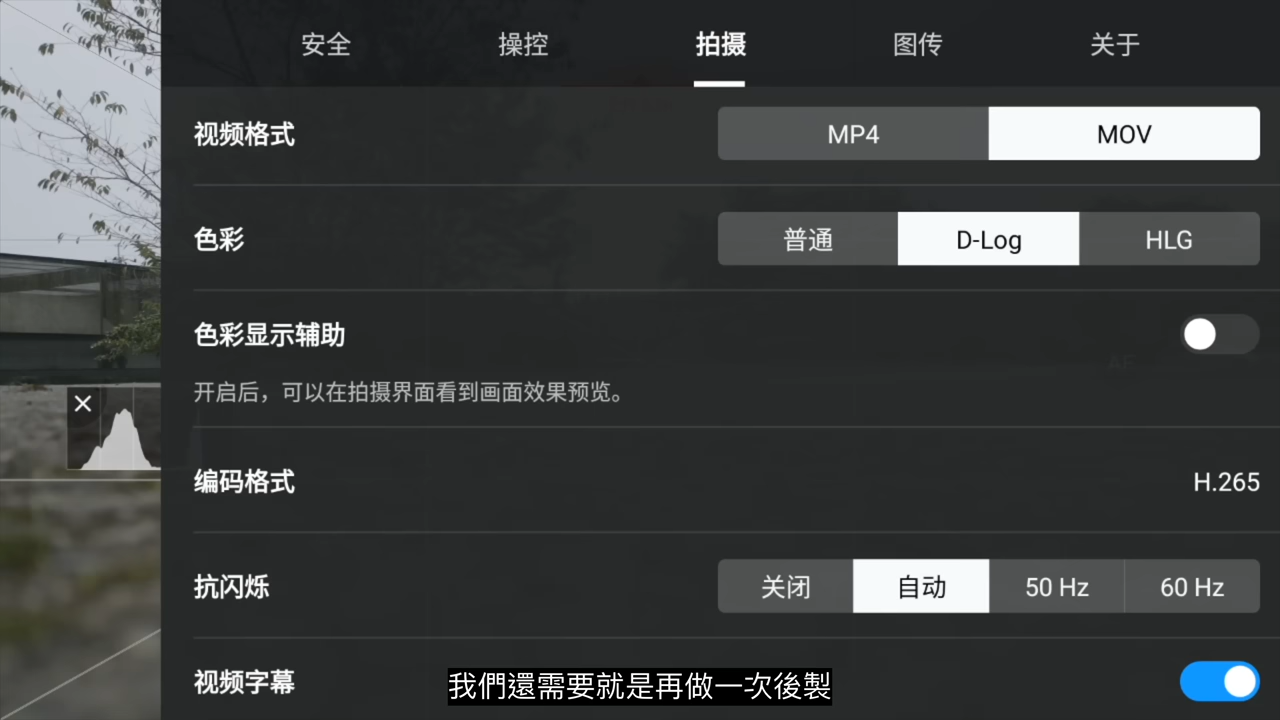 安全 操控 拍摄 图传 关于
视频格式 MP4 MOV
色彩 普通 D-Log HLG
色彩显示辅助
开启后，可以在拍摄界面看到画面效果预览。
编码格式 H.265
抗闪烁 关闭 自动 50 Hz 60 Hz
视频字幕
我們還需要就是再做一次後製